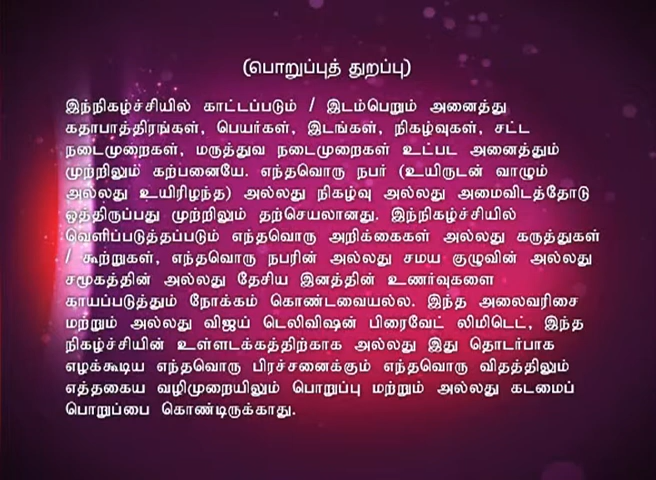 (பொறுப்புத் துறப்பு)
இந்நிகழ்ச்சியில் காட்டப்படும் / இடம்பெறும் அனைத்து
கதாபாத்திரங்கள், பெயர்கள், இடங்கள், நிகழ்வுகள், சட்ட
நடைமுறைகள், மருத்துவ நடைமுறைகள் உட்பட அனைத்தும்
முற்றிலும் கற்பனையே. எந்தவொரு நபர் (உயிருடன் வாழும்
அல்லது உயிரிழந்த) அல்லது நிகழ்வு அல்லது அமைவிடத்தோடு
ஒத்திருப்பது முற்றிலும் தற்செயலானது. இந்நிகழ்ச்சியில்
வெளிப்படுத்தப்படும் எந்தவொரு அறிக்கைகள் அல்லது கருத்துகள்
/ கூற்றுகள், எந்தவொரு நபரின் அல்லது சமய குழுவின் அல்லது
சமூகத்தின் அல்லது தேசிய இனத்தின் உணர்வுகளை
காயப்படுத்தும் நோக்கம் கொண்டவையல்ல. இந்த அலைவரிசை
மற்றும் அல்லது விஜய் டெலிவிஷன் பிரைவேட் லிமிடெட், இந்த
நிகழ்ச்சியின் உள்ளடக்கத்திற்காக அல்லது இது தொடர்பாக
எழக்கூடிய எந்தவொரு பிரச்சனைக்கும் எந்தவொரு விதத்திலும்
எத்தகைய வழிமுறையிலும் பொறுப்பு மற்றும் அல்லது கடமைப்
பொறுப்பை கொண்டிருக்காது.